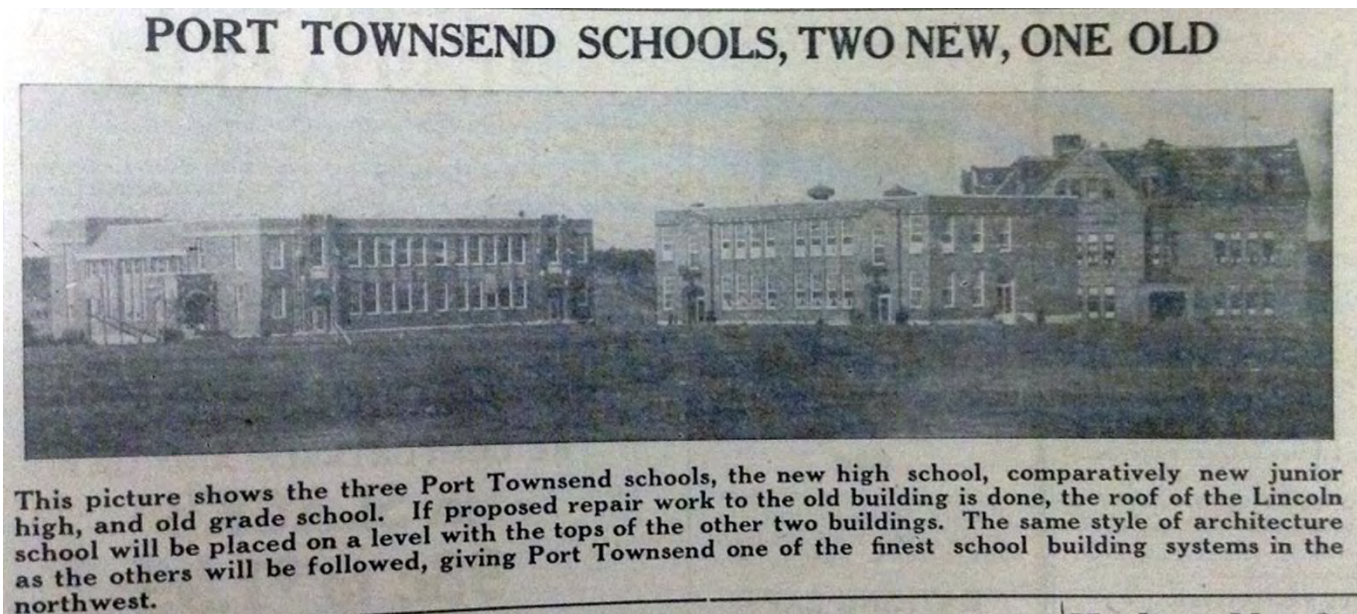 PORT TOWNSEND SCHOOLS, TWO NEW, ONE OLD
This picture shows the three Port Townsend schools, the new high school, comparatively new junior
high, and old grade school. If proposed repair work to the old building is done, the roof of the Lincoln
school will be placed on a level with the tops of the other two buildings. The same style of architecture
as the others will be followed, giving Port Townsend one of the finest school building systems in the
northwest.